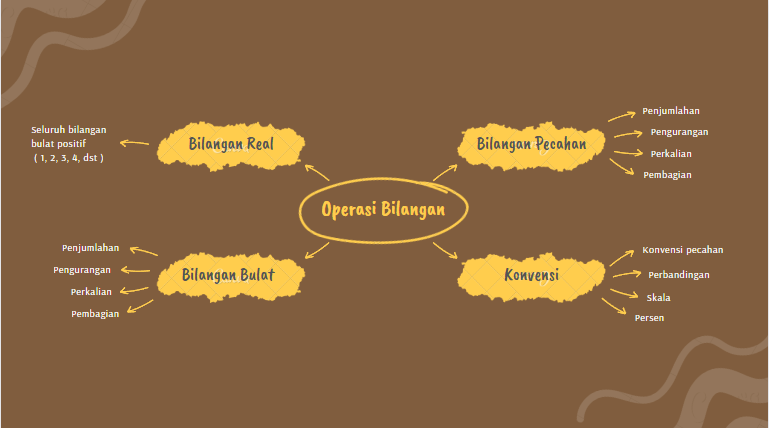 Operasi Bilangan
Bilangan Real
Seluruh bilangan
bulat positif
( 1, 2, 3, 4, dst )
Bilangan Pecahan
Penjumlahan
Pengurangan
Perkalian
Pembagian
Bilangan Bulat
Penjumlahan
Pengurangan
Perkalian
Pembagian
Konvensi
Konvensi pecahan
Perbandingan
Skala
Persen